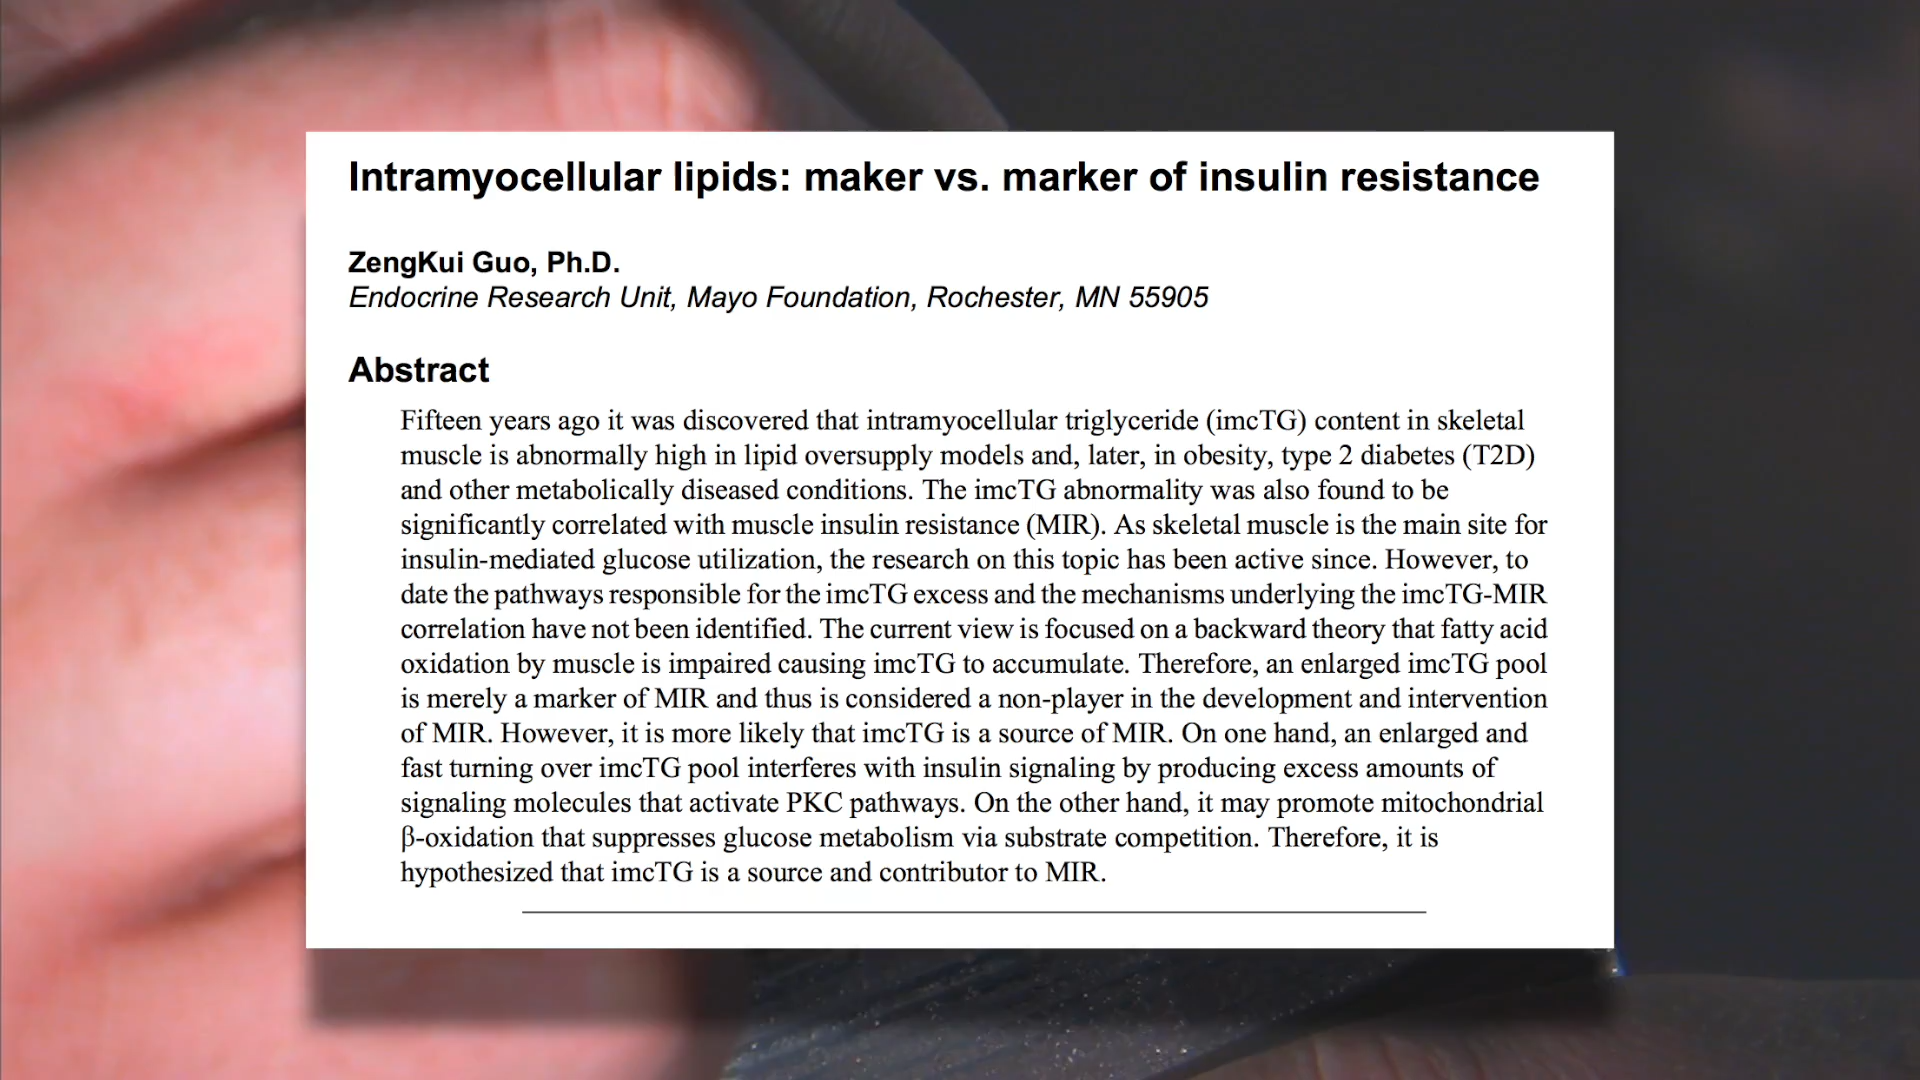 Intramyocellular lipids: maker vs. marker of insulin resistance
ZengKui Guo, Ph.D.
Endocrine Research Unit, Mayo Foundation, Rochester, MN 55905
Abstract
Fifteen years ago it was discovered that intramyocellular triglyceride (imcTG) content in skeletal
muscle is abnormally high in lipid oversupply models and, later, in obesity, type 2 diabetes (T2D)
and other metabolically diseased conditions. The imcTG abnormality was also found to be
significantly correlated with muscle insulin resistance (MIR). As skeletal muscle is the main site for
insulin-mediated glucose utilization, the research on this topic has been active since. However, to
date the pathways responsible for the imcTG excess and the mechanisms underlying the imcTG-MIR
correlation have not been identified. The current view is focused on a backward theory that fatty acid
oxidation by muscle is impaired causing imcTG to accumulate. Therefore, an enlarged imcTG pool
is merely a marker of MIR and thus is considered a non-player in the development and intervention
of MIR. However, it is more likely that imcTG is a source of MIR. On one hand, an enlarged and
fast turning over imcTG pool interferes with insulin signaling by producing excess amounts of
signaling molecules that activate PKC pathways. On the other hand, it may promote mitochondrial
β-oxidation that suppresses glucose metabolism via substrate competition. Therefore, it is
hypothesized that imcTG is a source and contributor to MIR.